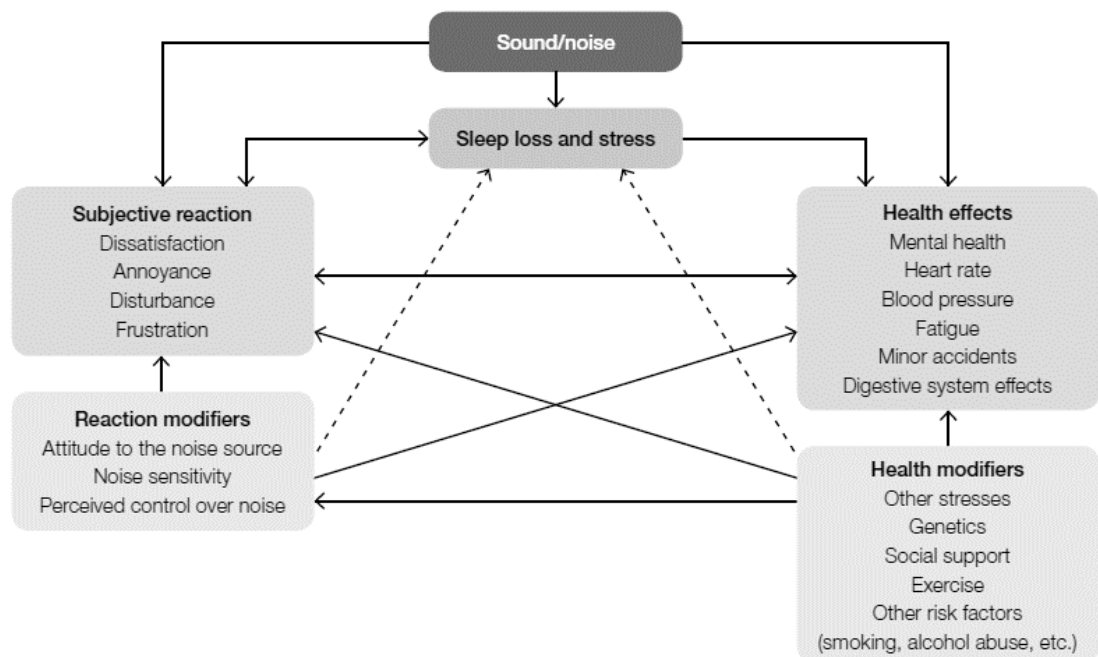 Sound/noise
Sleep loss and stress
Subjective reaction
Dissatisfaction
Annoyance
Disturbance
Frustration
Health effects
Mental health
Heart rate
Blood pressure
Fatigue
Minor accidents
Digestive system effects
Reaction modifiers
Attitude to the noise source
Noise sensitivity
Perceived control over noise
Health modifiers
Other stresses
Genetics
Social support
Exercise
Other risk factors
(smoking, alcohol abuse, etc.)